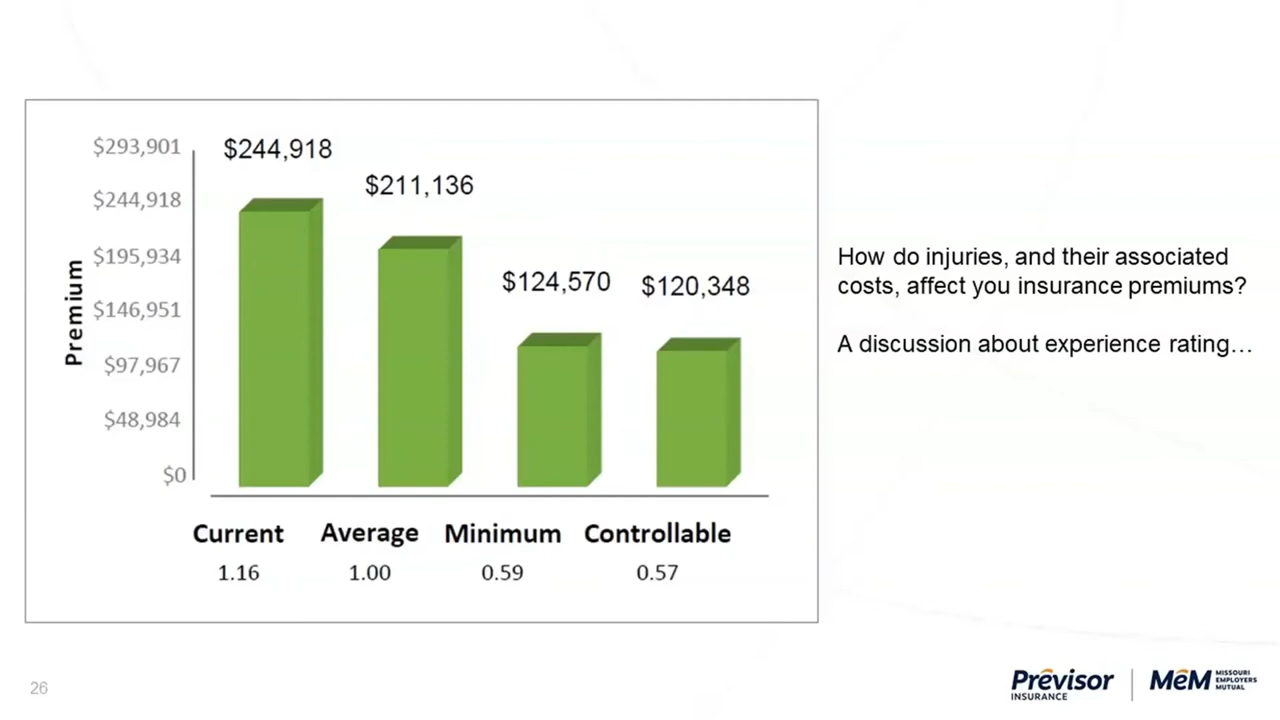 $293,901
$244,918
$195,934
$146,951
$97,967
$48,984
$0
Premium
$244,918
$211,136
$124,570
$120,348
Current Average Minimum Controllable
1.16 1.00 0.59 0.57
How do injuries, and their associated
costs, affect you insurance premiums?
A discussion about experience rating…
26
Prēvisor
INSURANCE
MēM
MISSOURI
EMPLOYERS
MUTUAL